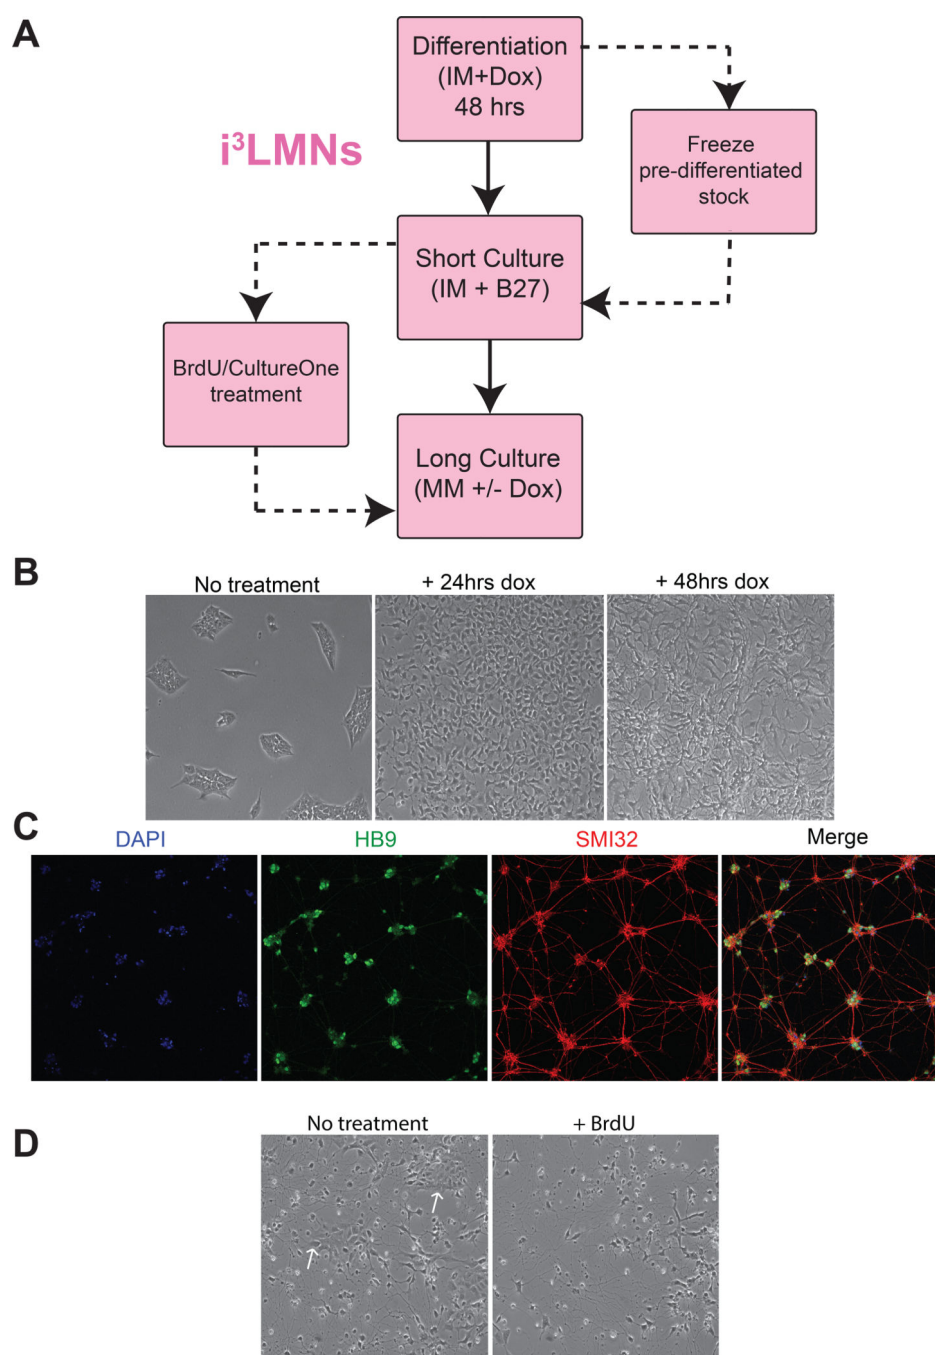 A
Differentiation
(IM+Dox)
48 hrs
i³LMNs
Freeze
pre-differentiated
stock
Short Culture
(IM + B27)
BrdU/CultureOne
treatment
Long Culture
(MM +/- Dox)
B
No treatment
+ 24hrs dox
+ 48hrs dox
C
DAPI
HB9
SMI32
Merge
D
No treatment
+ BrdU